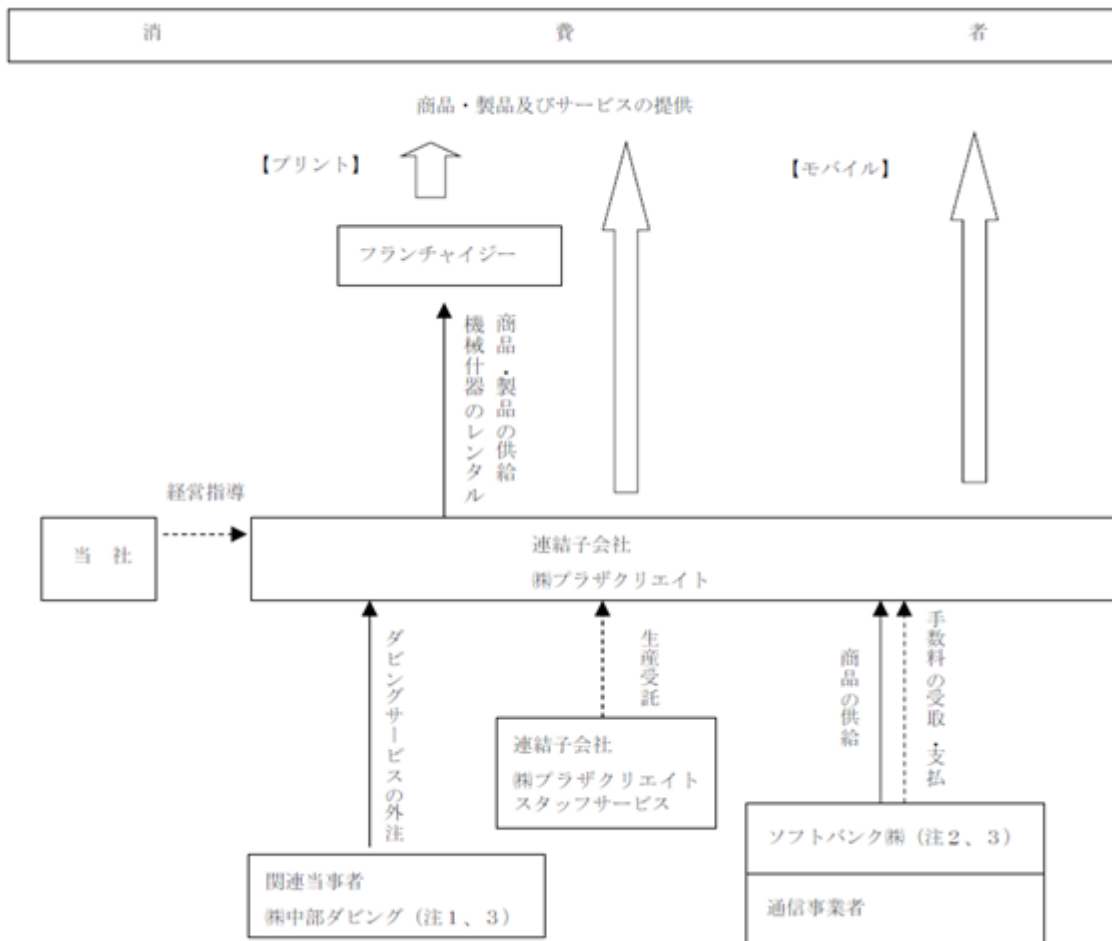 消 費 者
商品・製品及びサービスの提供
【プリント】
【モバイル】
フランチャイジー
商品・製品の供給
機械什器のレンタル
経営指導
当 社
連結子会社
㈱プラザクリエイト
ダビングサービスの外注
生産受託
商品の供給
手数料の受取・支払
連結子会社
㈱プラザクリエイト
スタッフサービス
ソフトバンク㈱（注２、３）
通信事業者
関連当事者
㈱中部ダビング（注１、３）